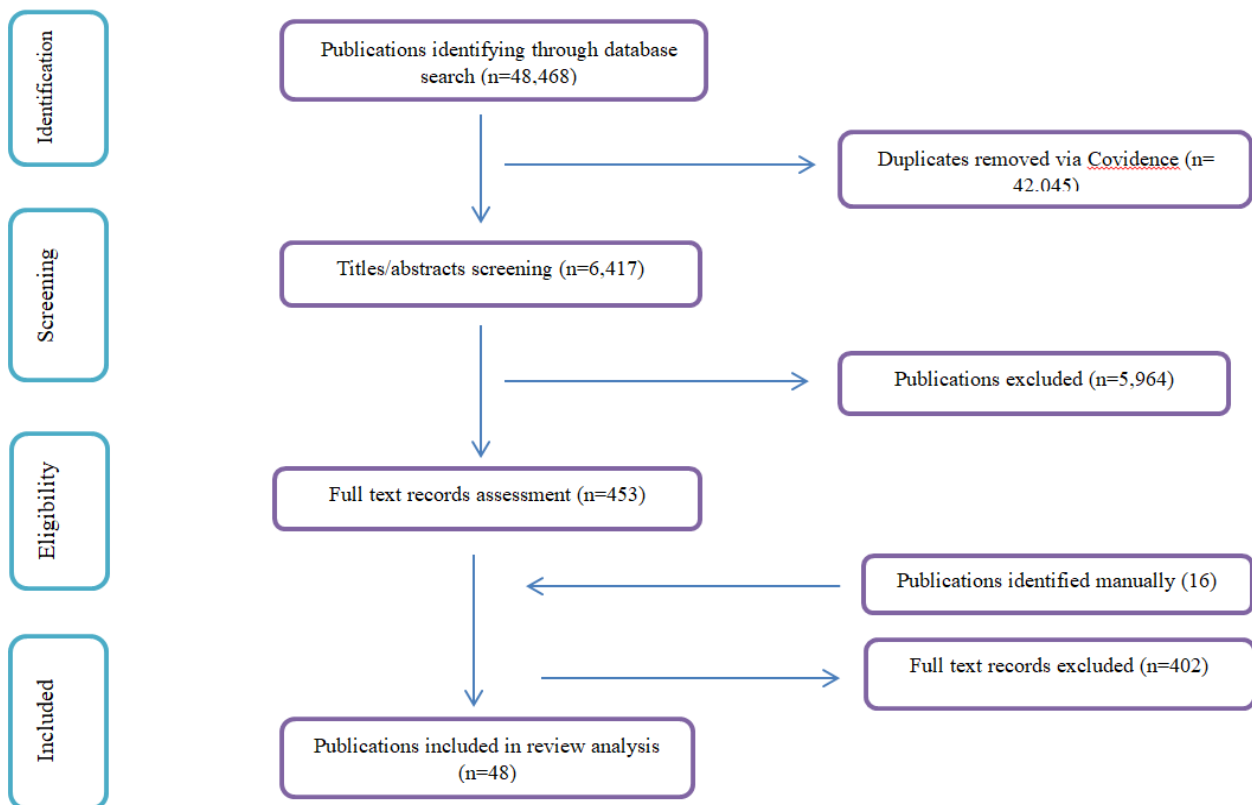 Identification
Publications identifying through database
search (n=48,468)
Duplicates removed via Covidence (n=
42,045)
Screening
Titles/abstracts screening (n=6,417)
Publications excluded (n=5,964)
Eligibility
Full text records assessment (n=453)
Publications identified manually (16)
Full text records excluded (n=402)
Included
Publications included in review analysis
(n=48)